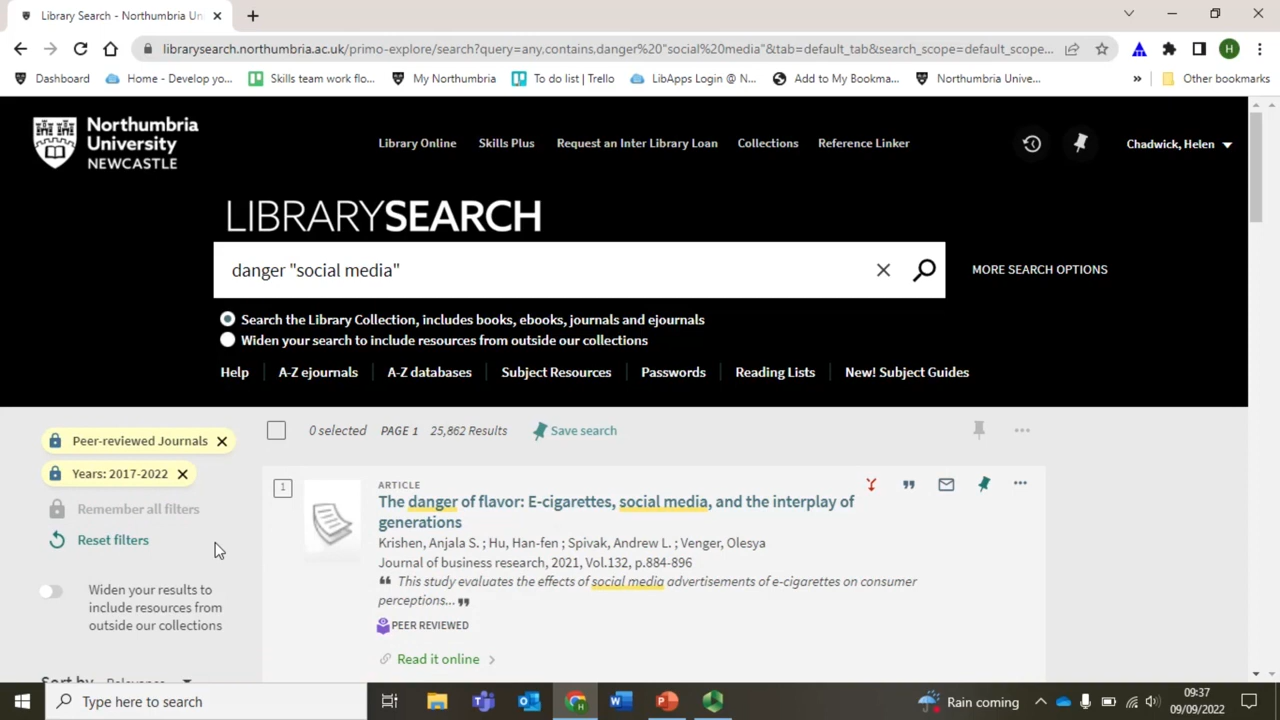 Library Search - Northumbria Un
librarysearch.northumbria.ac.uk/primo-explore/search?query=any,contains,danger%20"social%20media"&tab=default_tab&search_scope=default_scope...
H
Dashboard Home - Develop yo... Skills team work flo... My Northumbria To do list | Trello LibApps Login @ N... Add to My Bookma... Northumbria Unive... » Other bookmarks
Northumbria
University
NEWCASTLE
Library Online Skills Plus Request an Inter Library Loan Collections Reference Linker
Chadwick, Helen
LIBRARYSEARCH
danger "social media"
MORE SEARCH OPTIONS
Search the Library Collection, includes books, ebooks, journals and ejournals
Widen your search to include resources from outside our collections
Help A-Z ejournals A-Z databases Subject Resources Passwords Reading Lists New! Subject Guides
Peer-reviewed Journals
Years: 2017-2022
Remember all filters
Reset filters
Widen your results to
include resources from
outside our collections
Sort by Relevance
0 selected PAGE 1 25,862 Results Save search
1
ARTICLE
The danger of flavor: E-cigarettes, social media, and the interplay of
generations
Krishen, Anjala S. ; Hu, Han-fen ; Spivak, Andrew L. ; Venger, Olesya
Journal of business research, 2021, Vol.132, p.884-896
❝ This study evaluates the effects of social media advertisements of e-cigarettes on consumer
perceptions... ❞
PEER REVIEWED
Read it online
Type here to search
Rain coming
09:37
09/09/2022